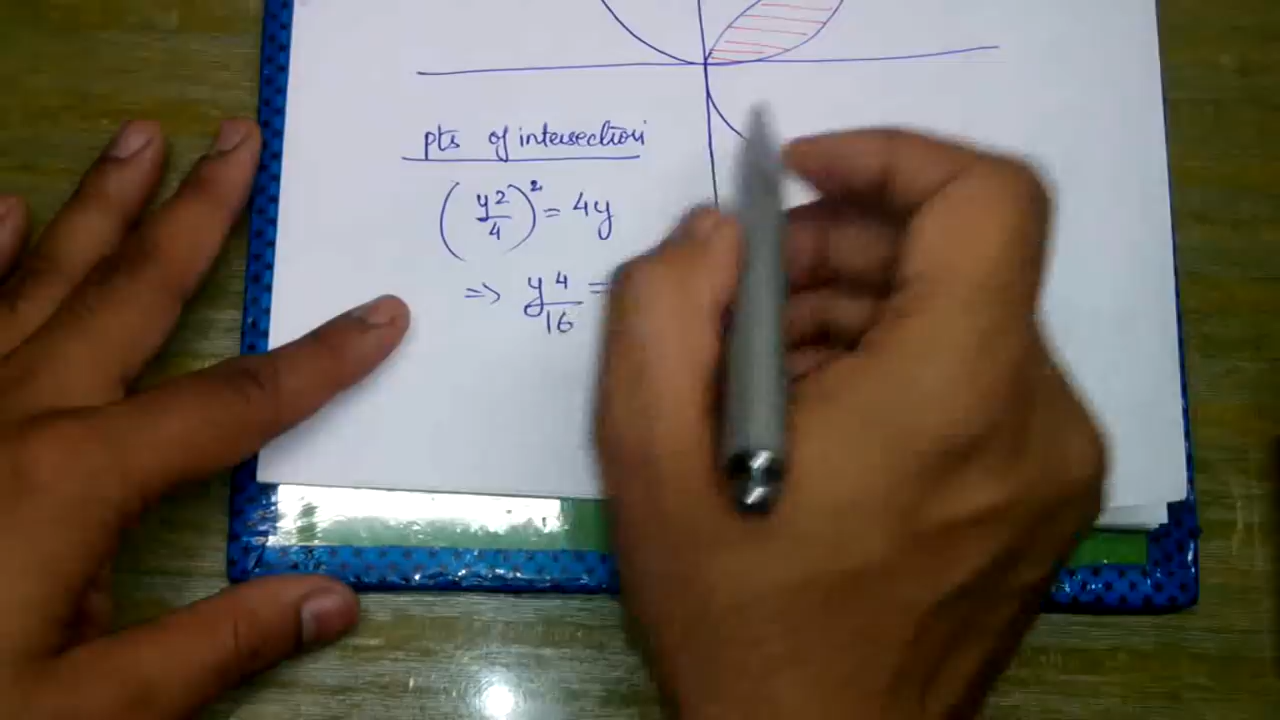 pts of intersection
(y2/4)² = 4y
⇒ y4/16 =